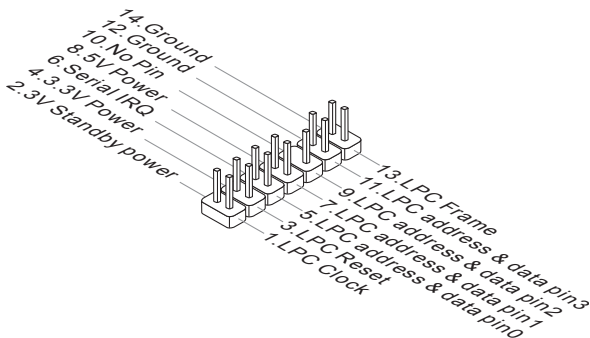 14.Ground
12.Ground
10.No Pin
8.5V Power
6.Serial IRQ
4.3.3V Power
2.3V Standby power
13.LPC Frame
11.LPC address & data pin3
9.LPC address & data pin2
7.LPC address & data pin1
5.LPC address & data pin0
3.LPC Reset
1.LPC Clock